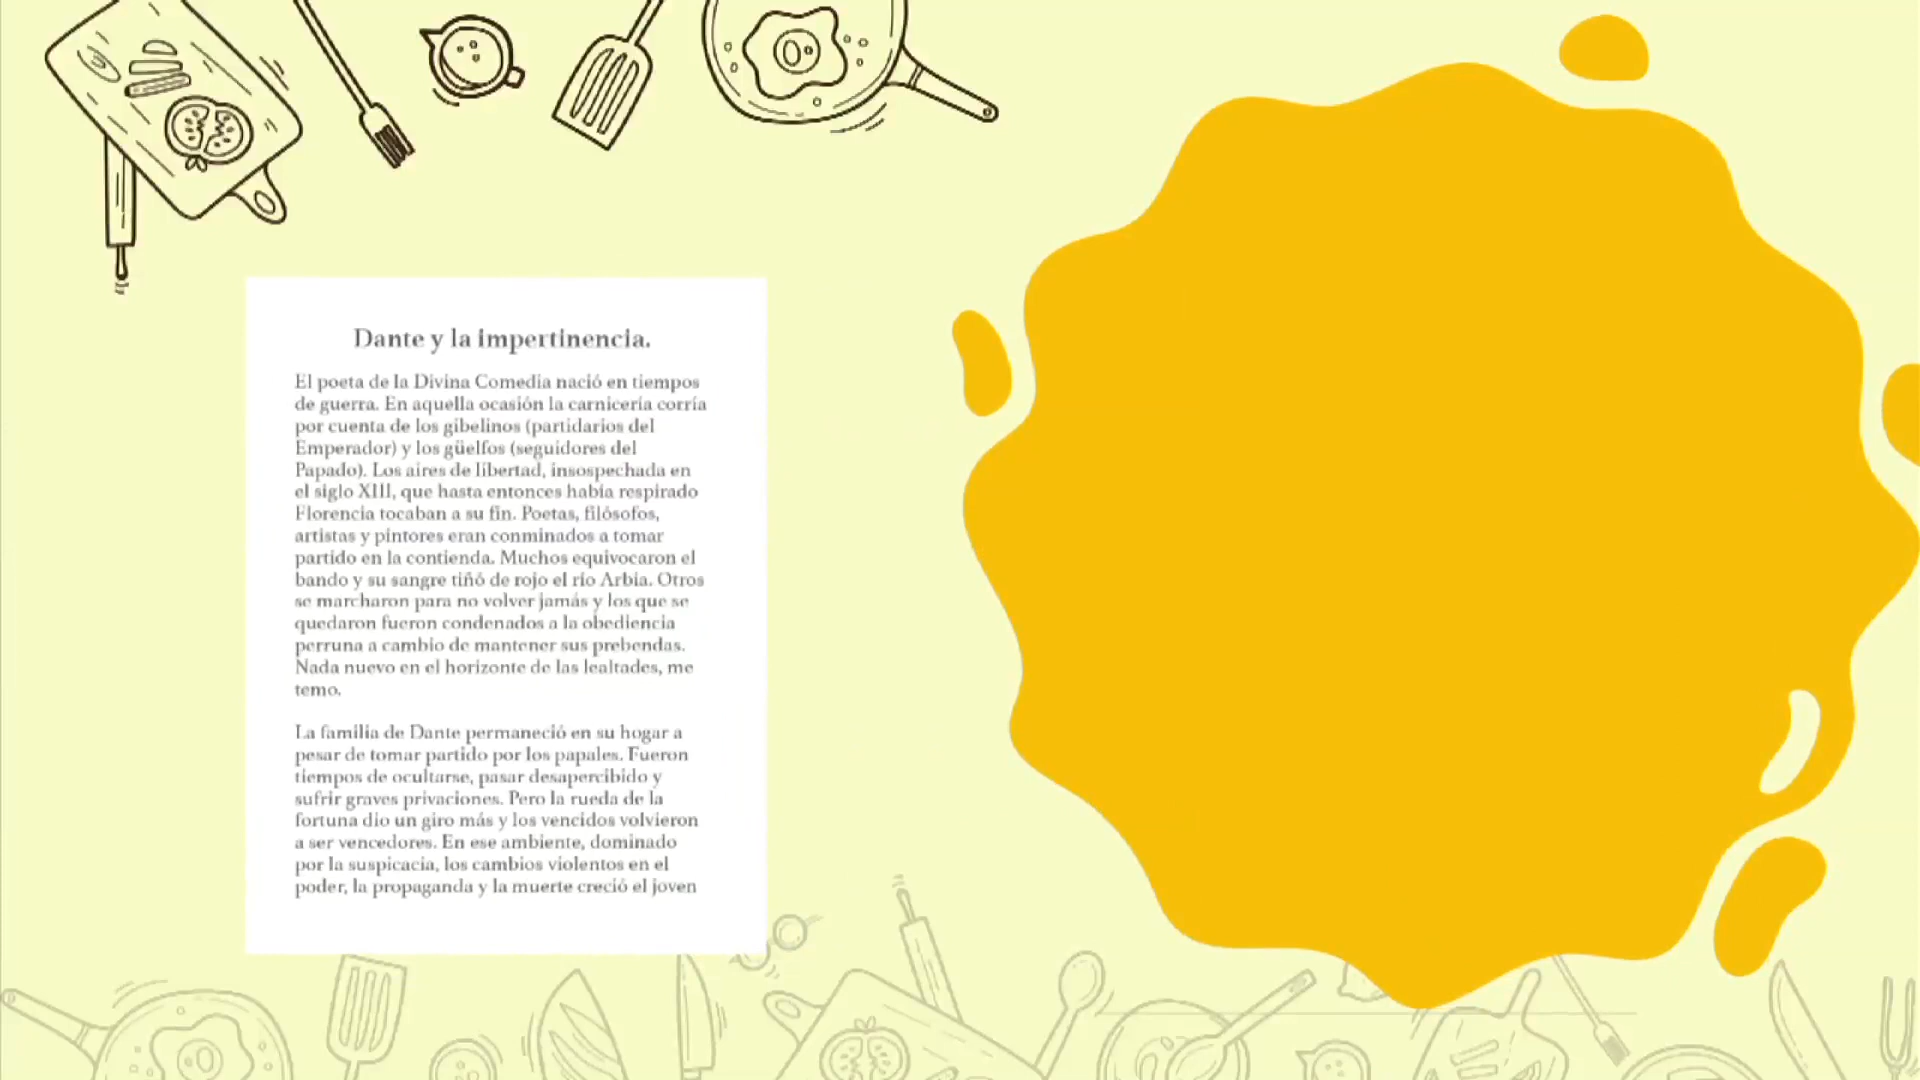 Dante y la impertinencia.
El poeta de la Divina Comedia nació en tiempos
de guerra. En aquella ocasión la carnicería corría
por cuenta de los gibelinos (partidarios del
Emperador) y los güelfos (seguidores del
Papado). Los aires de libertad, insospechada en
el siglo XIII, que hasta entonces había respirado
Florencia tocaban a su fin. Poetas, filósofos,
artistas y pintores eran conminados a tomar
partido en la contienda. Muchos equivocaron el
bando y su sangre tiñó de rojo el río Arbia. Otros
se marcharon para no volver jamás y los que se
quedaron fueron condenados a la obediencia
perruna a cambio de mantener sus prebendas.
Nada nuevo en el horizonte de las lealtades, me
temo.
La familia de Dante permaneció en su hogar a
pesar de tomar partido por los papales. Fueron
tiempos de ocultarse, pasar desapercibido y
sufrir graves privaciones. Pero la rueda de la
fortuna dio un giro más y los vencidos volvieron
a ser vencedores. En ese ambiente, dominado
por la suspicacia, los cambios violentos en el
poder, la propaganda y la muerte creció el joven